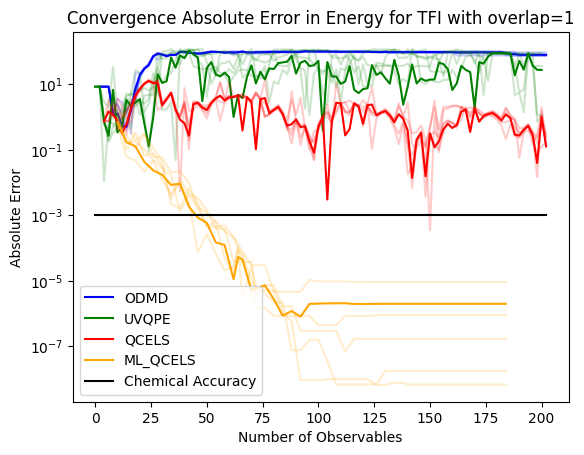 Convergence Absolute Error in Energy for TFI with overlap=1
Absolute Error
10^1
10^-1
10^-3
10^-5
10^-7
ODMD
UVQPE
QCELS
ML_QCELS
Chemical Accuracy
0 25 50 75 100 125 150 175 200
Number of Observables